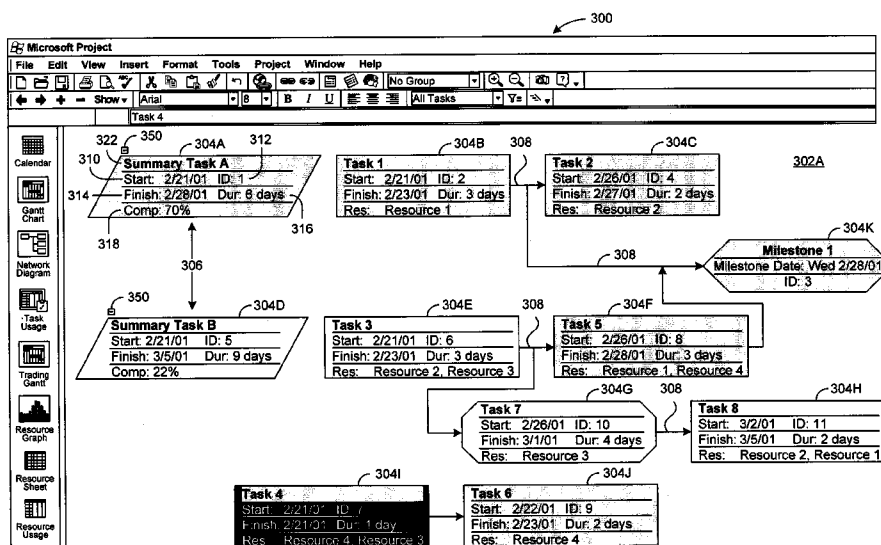 300
Microsoft Project
File Edit View Insert Format Tools Project Window Help
No Group
Show Arial 8 B I U All Tasks
Task 4
Calendar
Gantt Chart
Network Diagram
Task Usage
Trading Gantt
Resource Graph
Resource Sheet
Resource Usage
302A
350
322
310
312
314
316
318
304A
Summary Task A
Start: 2/21/01 ID: 1
Finish: 2/28/01 Dur: 6 days
Comp: 70%
304B
Task 1
Start: 2/21/01 ID: 2
Finish: 2/23/01 Dur: 3 days
Res: Resource 1
308
304C
Task 2
Start: 2/26/01 ID: 4
Finish: 2/27/01 Dur: 2 days
Res: Resource 2
308
304K
Milestone 1
Milestone Date: Wed 2/28/01
ID: 3
306
350
304D
Summary Task B
Start: 2/21/01 ID: 5
Finish: 3/5/01 Dur: 9 days
Comp: 22%
304E
Task 3
Start: 2/21/01 ID: 6
Finish: 2/23/01 Dur: 3 days
Res: Resource 2, Resource 3
308
304F
Task 5
Start: 2/26/01 ID: 8
Finish: 2/28/01 Dur: 3 days
Res: Resource 1, Resource 4
304G
Task 7
Start: 2/26/01 ID: 10
Finish: 3/1/01 Dur: 4 days
Res: Resource 3
308
304H
Task 8
Start: 3/2/01 ID: 11
Finish: 3/5/01 Dur: 2 days
Res: Resource 2, Resource 1
304I
Task 4
Start: 2/21/01 ID: 7
Finish: 2/21/01 Dur: 1 day
Res: Resource 4, Resource 3
304J
Task 6
Start: 2/22/01 ID: 9
Finish: 2/23/01 Dur: 2 days
Res: Resource 4